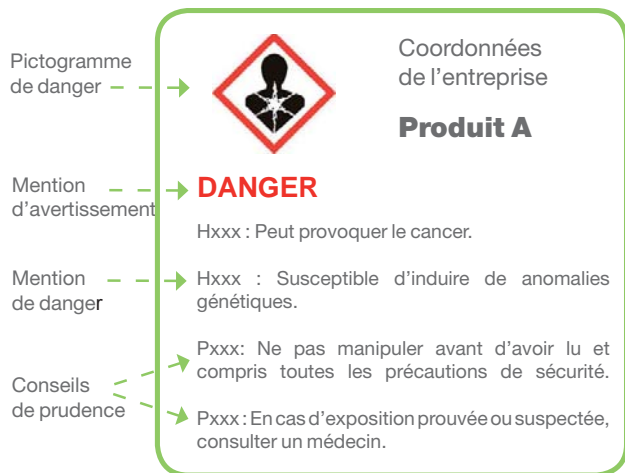 Pictogramme
de danger
Coordonnées
de l'entreprise
Produit A
Mention
d'avertissement
DANGER
Hxxx : Peut provoquer le cancer.
Mention
de danger
Hxxx : Susceptible d'induire de anomalies
génétiques.
Conseils
de prudence
Pxxx: Ne pas manipuler avant d'avoir lu et
compris toutes les précautions de sécurité.
Pxxx : En cas d'exposition prouvée ou suspectée,
consulter un médecin.